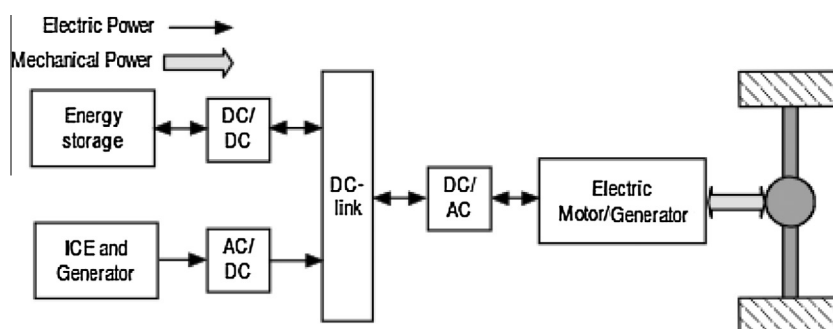 Electric Power
Mechanical Power
Energy
storage
DC/
DC
DC-
link
DC/
AC
Electric
Motor/Generator
ICE and
Generator
AC/
DC